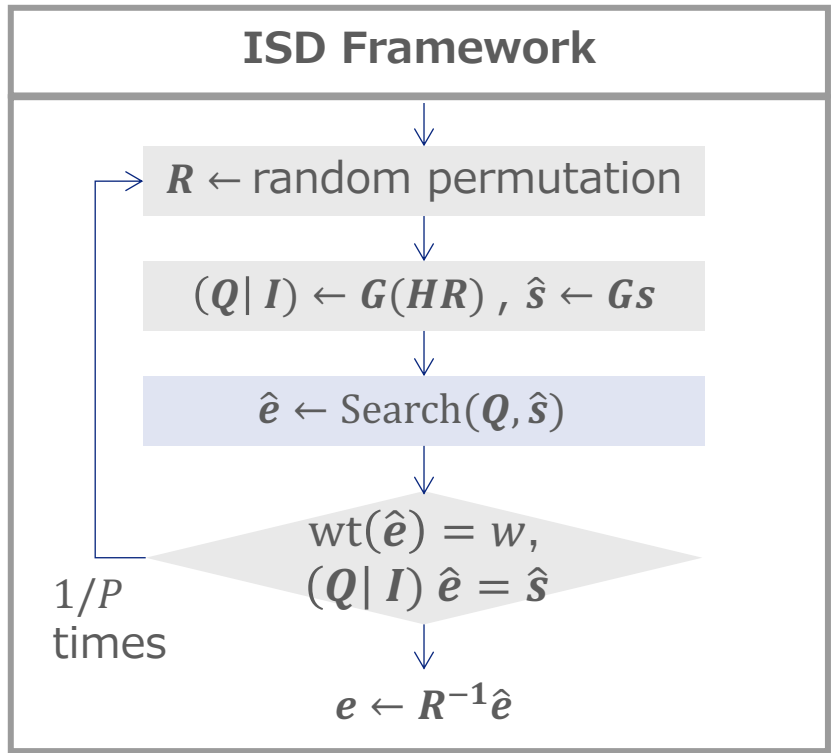 ISD Framework
R ← random permutation
(Q| I) ← G(HR) , ŝ ← Gs
ê ← Search(Q, ŝ)
wt(ê) = w,
(Q| I) ê = ŝ
1/P
times
e ← R⁻¹ê